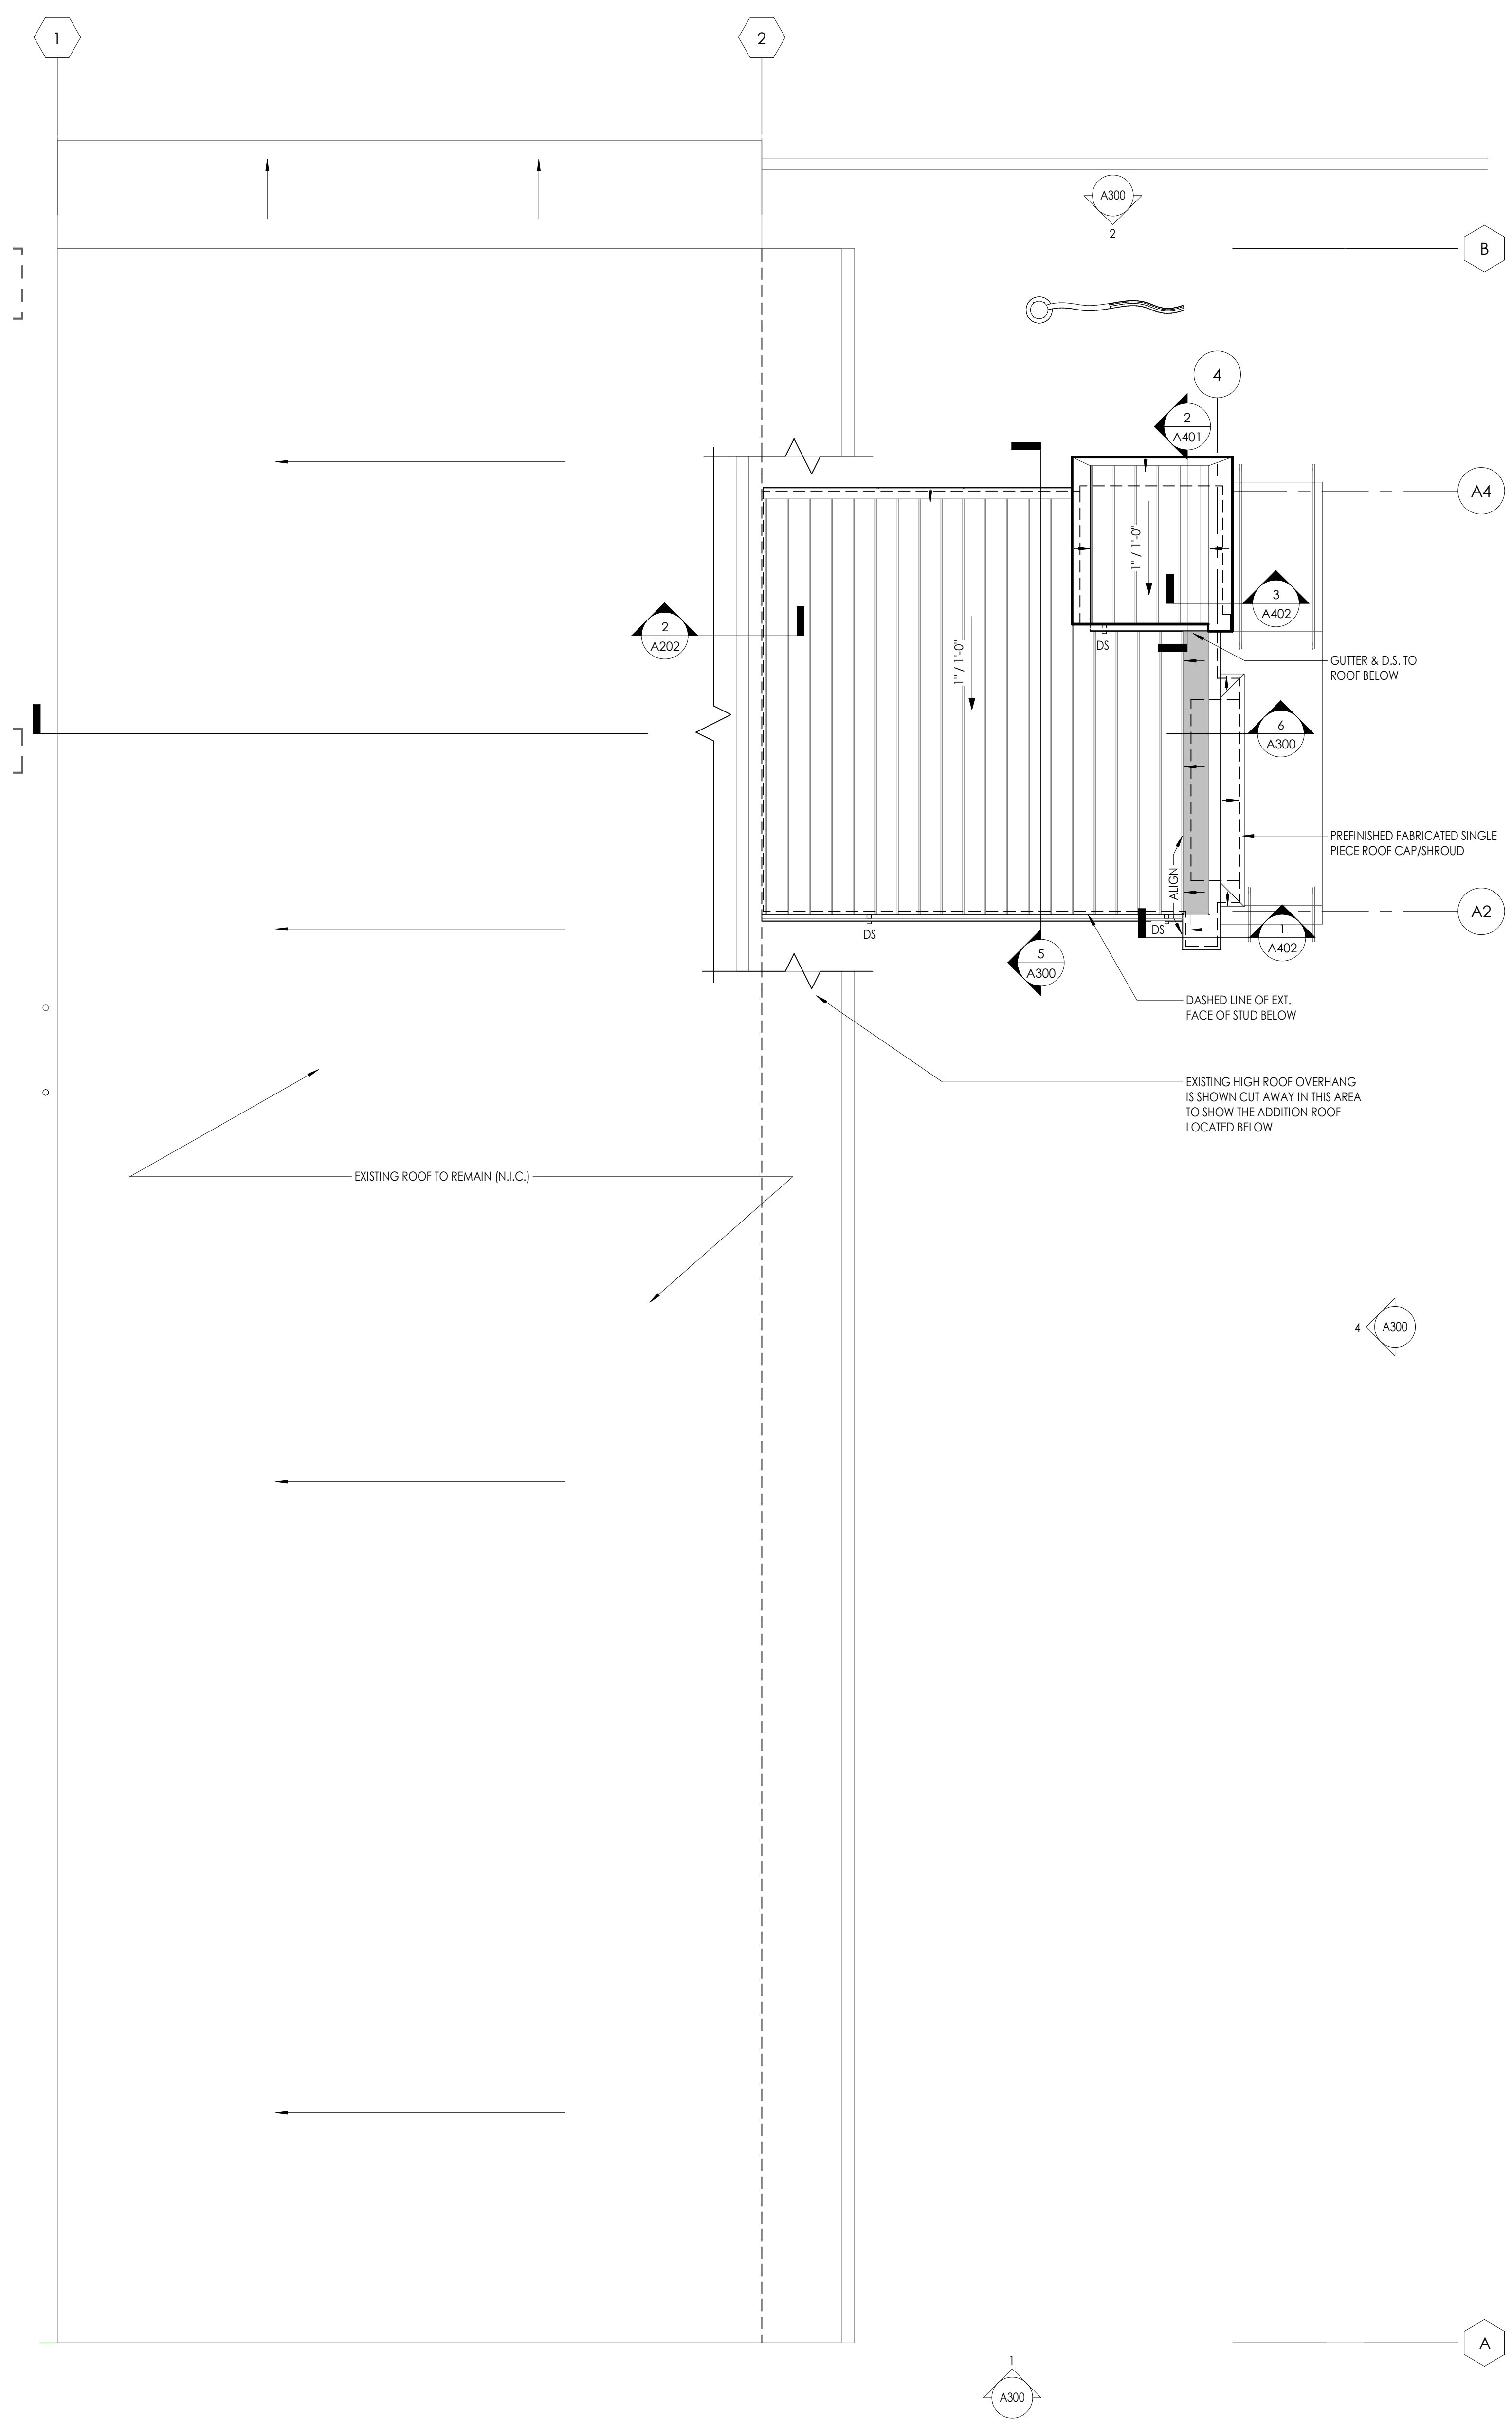 1
2
A300
2
B
4
2
A401
A4
1" / 1'-0"
3
A402
2
A202
DS
1" / 1'-0"
GUTTER & D.S. TO
ROOF BELOW
6
A300
PREFINISHED FABRICATED SINGLE
PIECE ROOF CAP/SHROUD
ALIGN
A2
DS
DS
1
A402
5
A300
DASHED LINE OF EXT.
FACE OF STUD BELOW
EXISTING HIGH ROOF OVERHANG
IS SHOWN CUT AWAY IN THIS AREA
TO SHOW THE ADDITION ROOF
LOCATED BELOW
EXISTING ROOF TO REMAIN (N.I.C.)
4
A300
A
1
A300